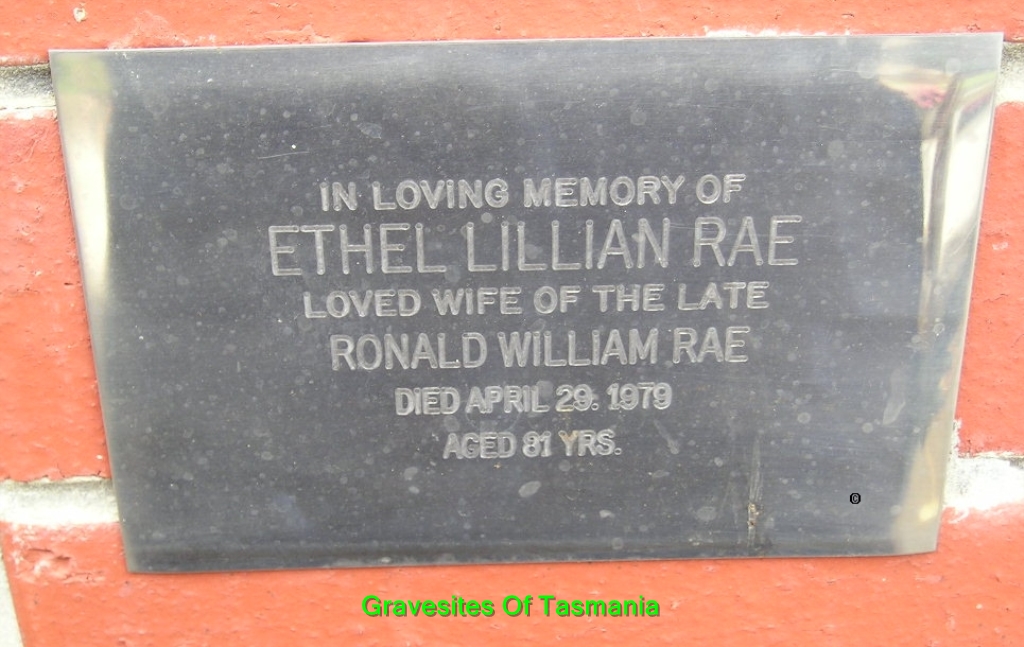 IN LOVING MEMORY OF
ETHEL LILLIAN RAE
LOVED WIFE OF THE LATE
RONALD WILLIAM RAE
DIED APRIL 29. 1979
AGED 81 YRS.
©
Gravesites Of Tasmania